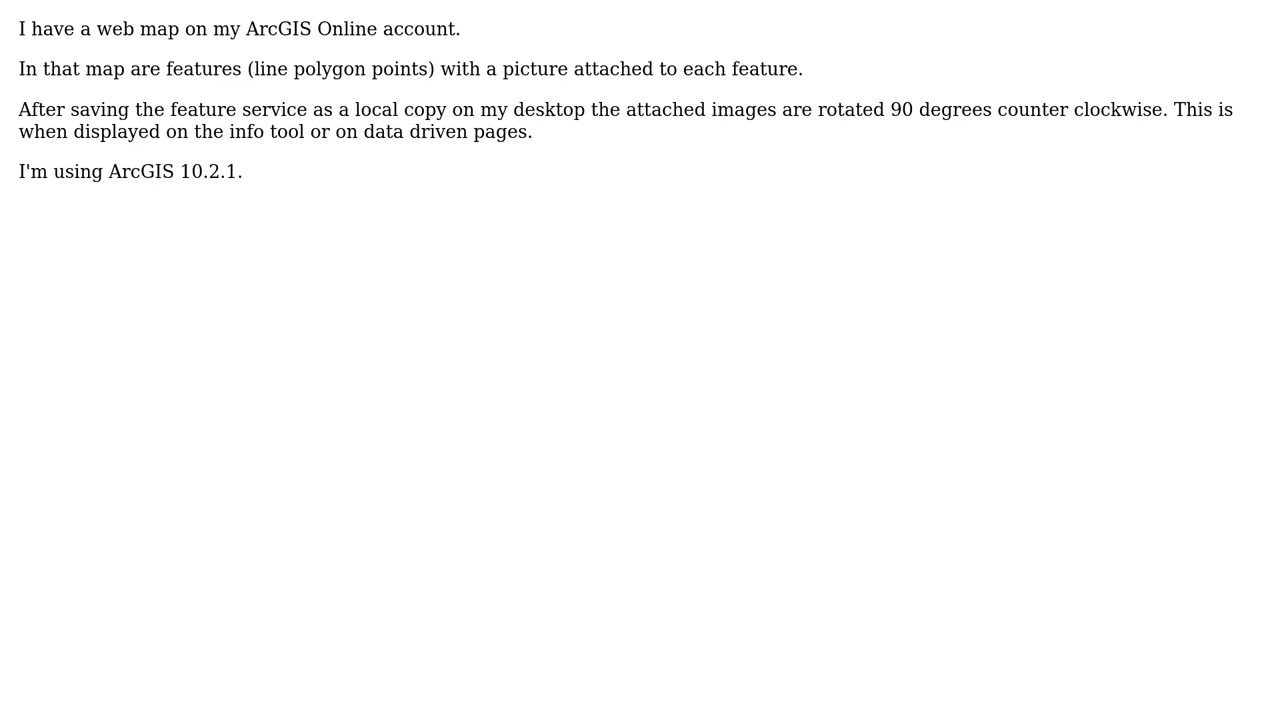 I have a web map on my ArcGIS Online account.
In that map are features (line polygon points) with a picture attached to each feature.
After saving the feature service as a local copy on my desktop the attached images are rotated 90 degrees counter clockwise. This is
when displayed on the info tool or on data driven pages.
I'm using ArcGIS 10.2.1.